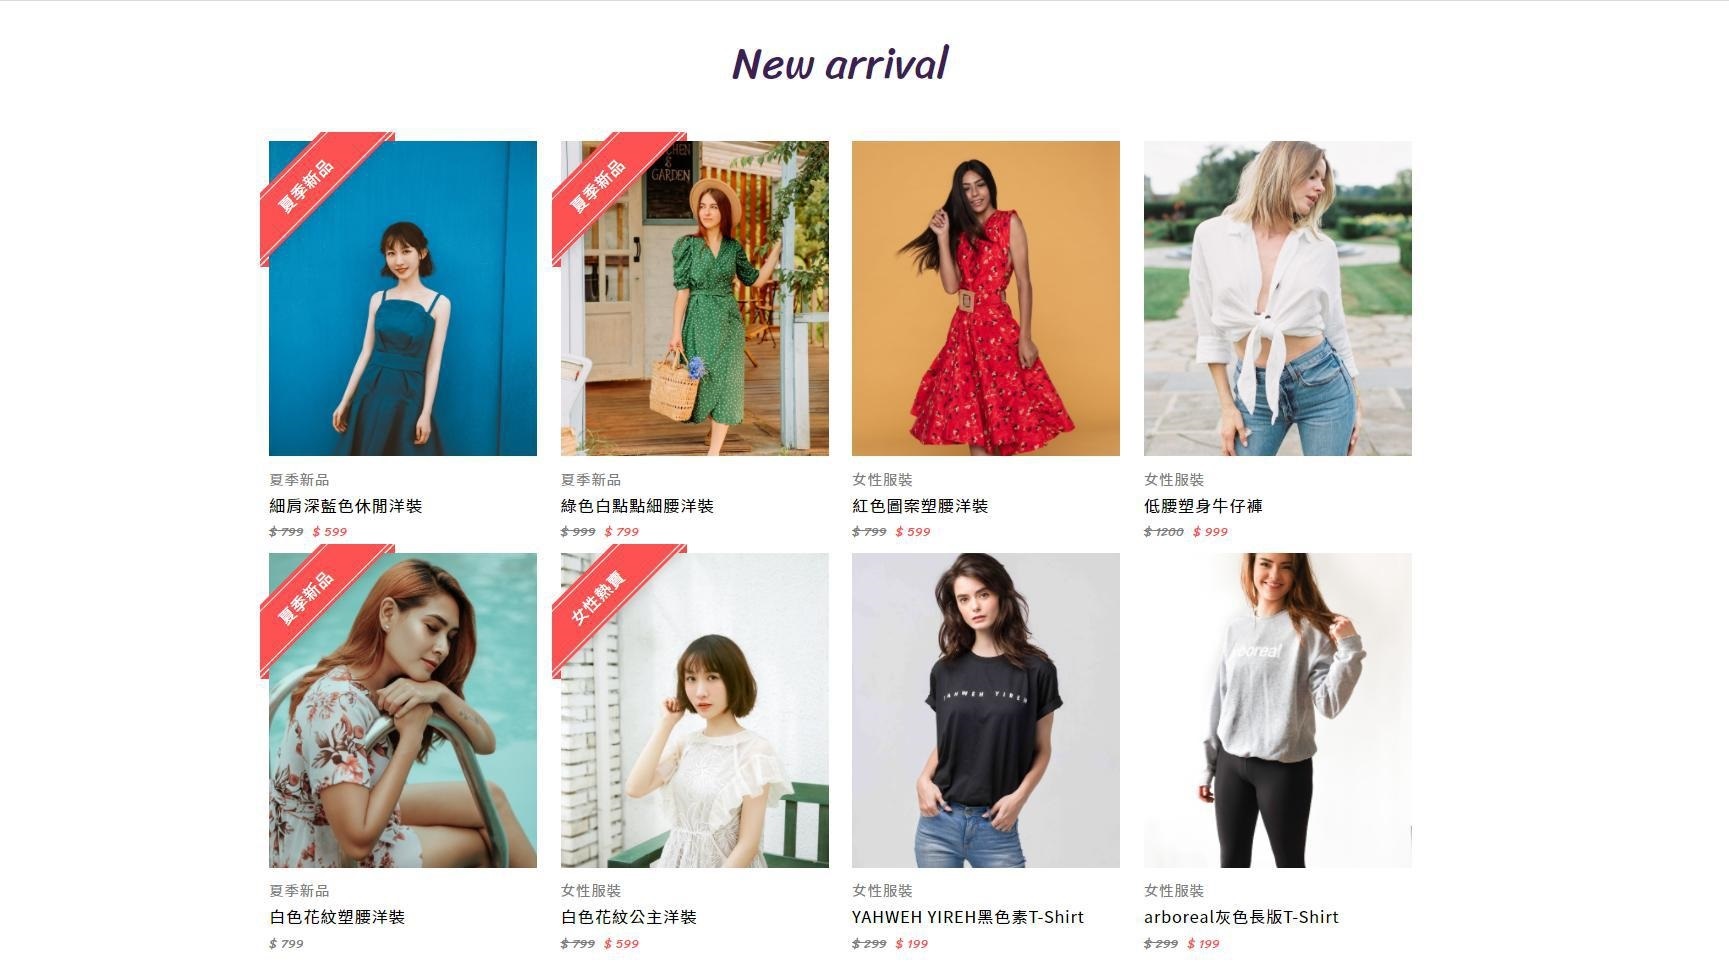 New arrival
夏季新品
夏季新品
CHEN
&
GARDEN
夏季新品
細肩深藍色休閒洋裝
$ 799 $ 599
夏季新品
綠色白點點細腰洋裝
$ 999 $ 799
女性服裝
紅色圖案塑腰洋裝
$ 799 $ 599
女性服裝
低腰塑身牛仔褲
$ 1200 $ 999
夏季新品
女性熱賣
YAHWEH YIREH
arboreal
夏季新品
白色花紋塑腰洋裝
$ 799
女性服裝
白色花紋公主洋裝
$ 799 $ 599
女性服裝
YAHWEH YIREH黑色素T-Shirt
$ 299 $ 199
女性服裝
arboreal灰色長版T-Shirt
$ 299 $ 199